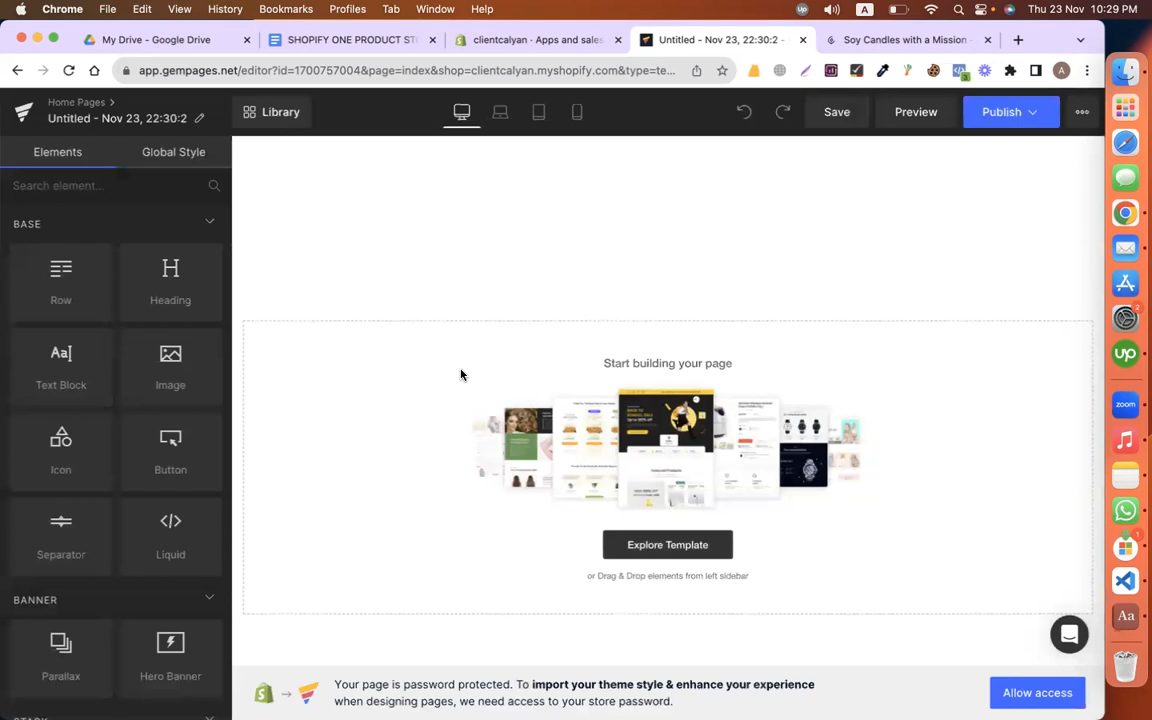 Chrome File Edit View History Bookmarks Profiles Tab Window Help A Thu 23 Nov 10:29 PM
My Drive - Google Drive SHOPIFY ONE PRODUCT ST clientcalyan · Apps and sales Untitled - Nov 23, 22:30:2 - Soy Candles with a Mission
app.gempages.net/editor?id=1700757004&page=index&shop=clientcalyan.myshopify.com&type=te...
Home Pages
Untitled - Nov 23, 22:30:2
Library
Save
Preview
Publish
Elements
Global Style
Search element...
BASE
Row
Heading
Text Block
Image
Icon
Button
Separator
Liquid
BANNER
Parallax
Hero Banner
Start building your page
Explore Template
or Drag & Drop elements from left sidebar
Your page is password protected. To import your theme style & enhance your experience
when designing pages, we need access to your store password.
Allow access
up
zoom
Aa